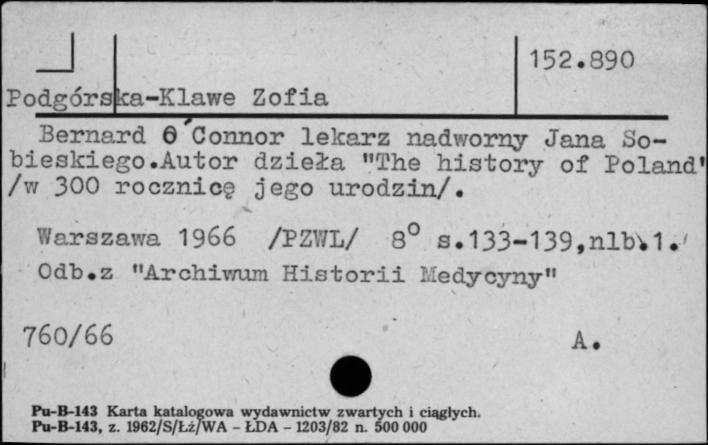 152.890
Podgórska-Klawe Zofia
Bernard O'Connor lekarz nadworny Jana So-
bieskiego.Autor dzieła "The history of Poland"
/w 300 rocznicę jego urodzin/.
Warszawa 1966 /PZWL/ 8° s.133-139,nlb.1.
Odb.z "Archiwum Historii Medycyny"
760/66 A.
Pu-B-143 Karta katalogowa wydawnictw zwartych i ciągłych.
Pu-B-143, z. 1962/S/Łź/WA - ŁDA - 1203/82 n. 500 000